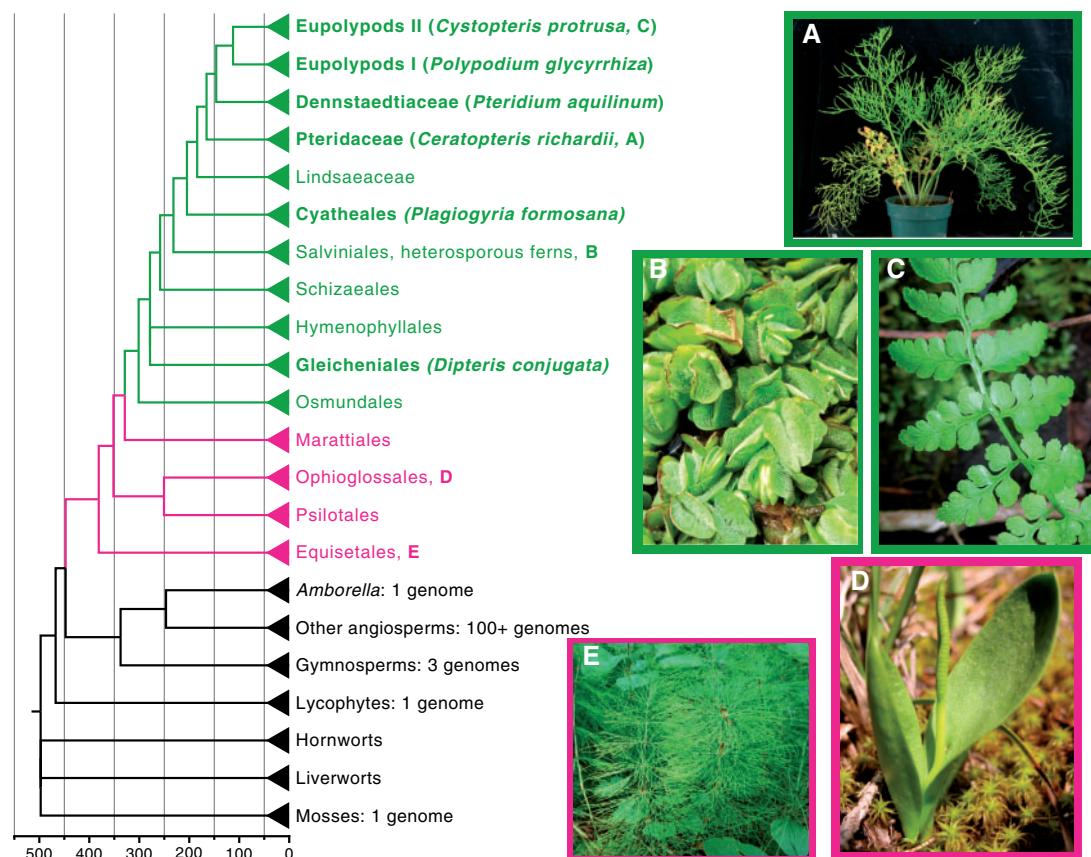 Eupolypods II (Cystopteris protrusa, C)
Eupolypods I (Polypodium glycyrrhiza)
Dennstaedtiaceae (Pteridium aquilinum)
Pteridaceae (Ceratopteris richardii, A)
Lindsaeaceae
Cyatheales (Plagiogyria formosana)
Salviniales, heterosporous ferns, B
Schizaeales
Hymenophyllales
Gleicheniales (Dipteris conjugata)
Osmundales
Marattiales
Ophioglossales, D
Psilotales
Equisetales, E
Amborella: 1 genome
Other angiosperms: 100+ genomes
Gymnosperms: 3 genomes
Lycophytes: 1 genome
Hornworts
Liverworts
Mosses: 1 genome
500 400 300 200 100 0
A
B
C
D
E